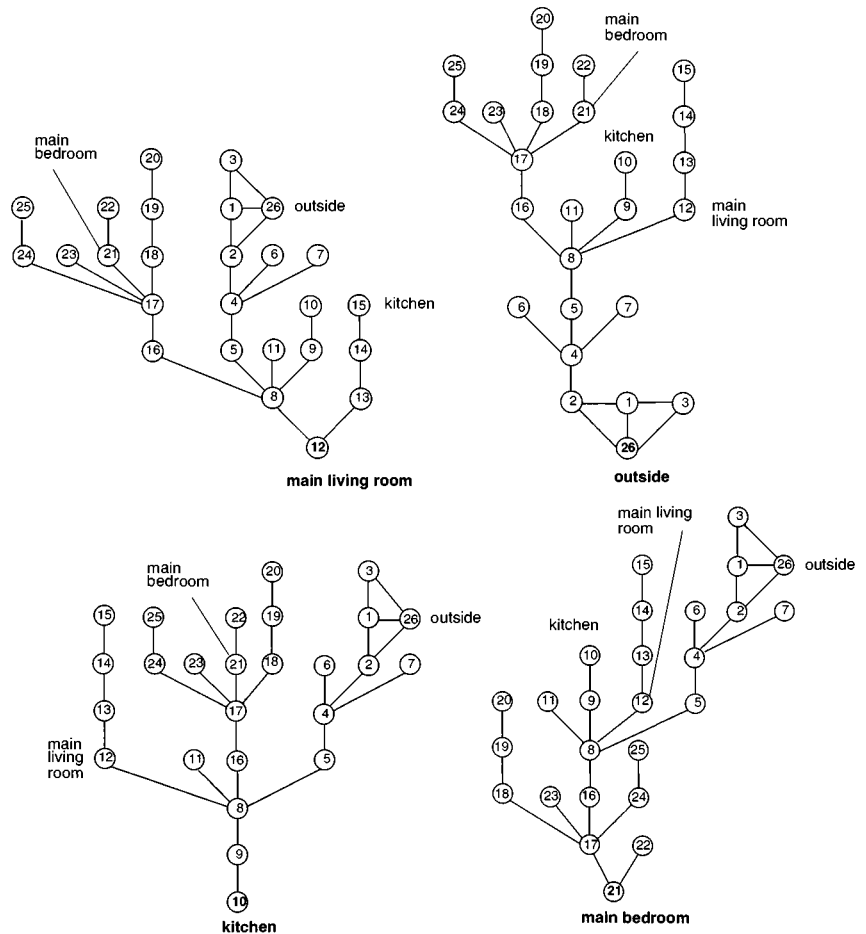 main
bedroom
20 3
25 22 19 1 26 outside
24 23 21 18 2 6 7
17 4 10 15 kitchen
16 5 11 9 14
8 13
12
main living room
20 main
bedroom
25 19 22 15
24 23 18 21 14
kitchen
17 10 13
16 11 9 12 main
living room
8
6 5 7
4
2 1 3
26
outside
main
bedroom
20 3
15 25 22 19 1 26 outside
14 24 23 21 18 6 2 7
13 17 4
main
living
room
12 11 16 5
8
9
10
kitchen
main living
room
3
15 1 26 outside
14 6 2 7
kitchen
10 13 4
20 11 9 12 5
19 8 25
18 23 16 24
17 22
21
main bedroom